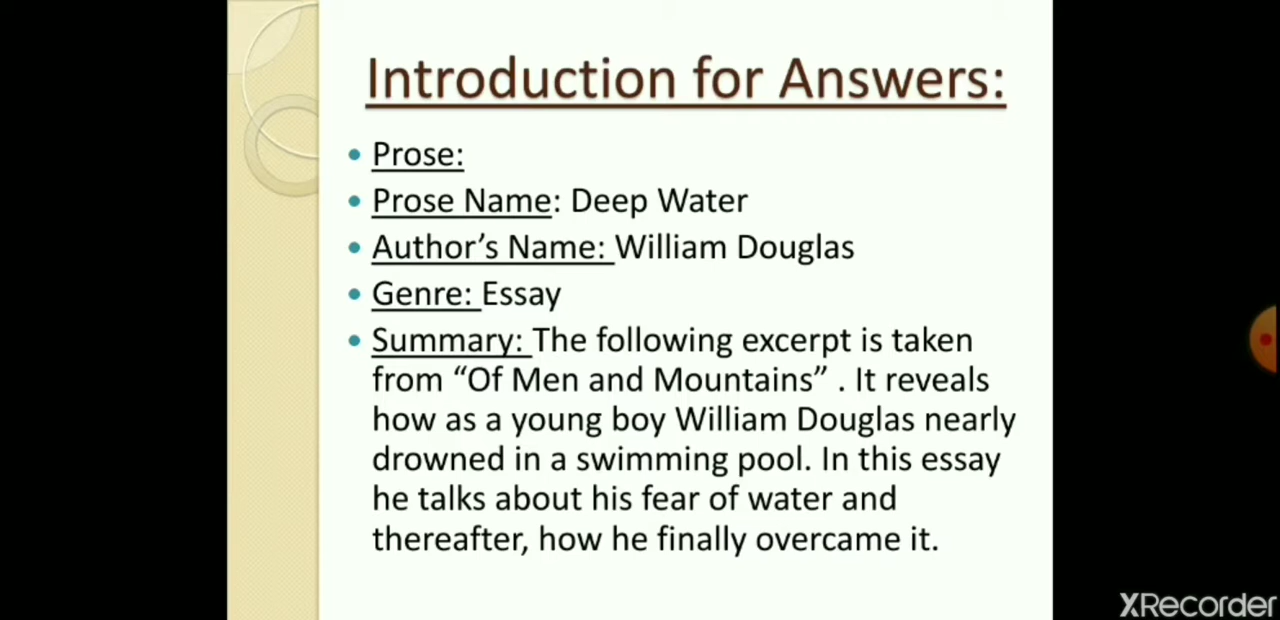 Introduction for Answers:
Prose:
Prose Name: Deep Water
Author's Name: William Douglas
Genre: Essay
Summary: The following excerpt is taken
from “Of Men and Mountains” . It reveals
how as a young boy William Douglas nearly
drowned in a swimming pool. In this essay
he talks about his fear of water and
thereafter, how he finally overcame it.
XRecorder